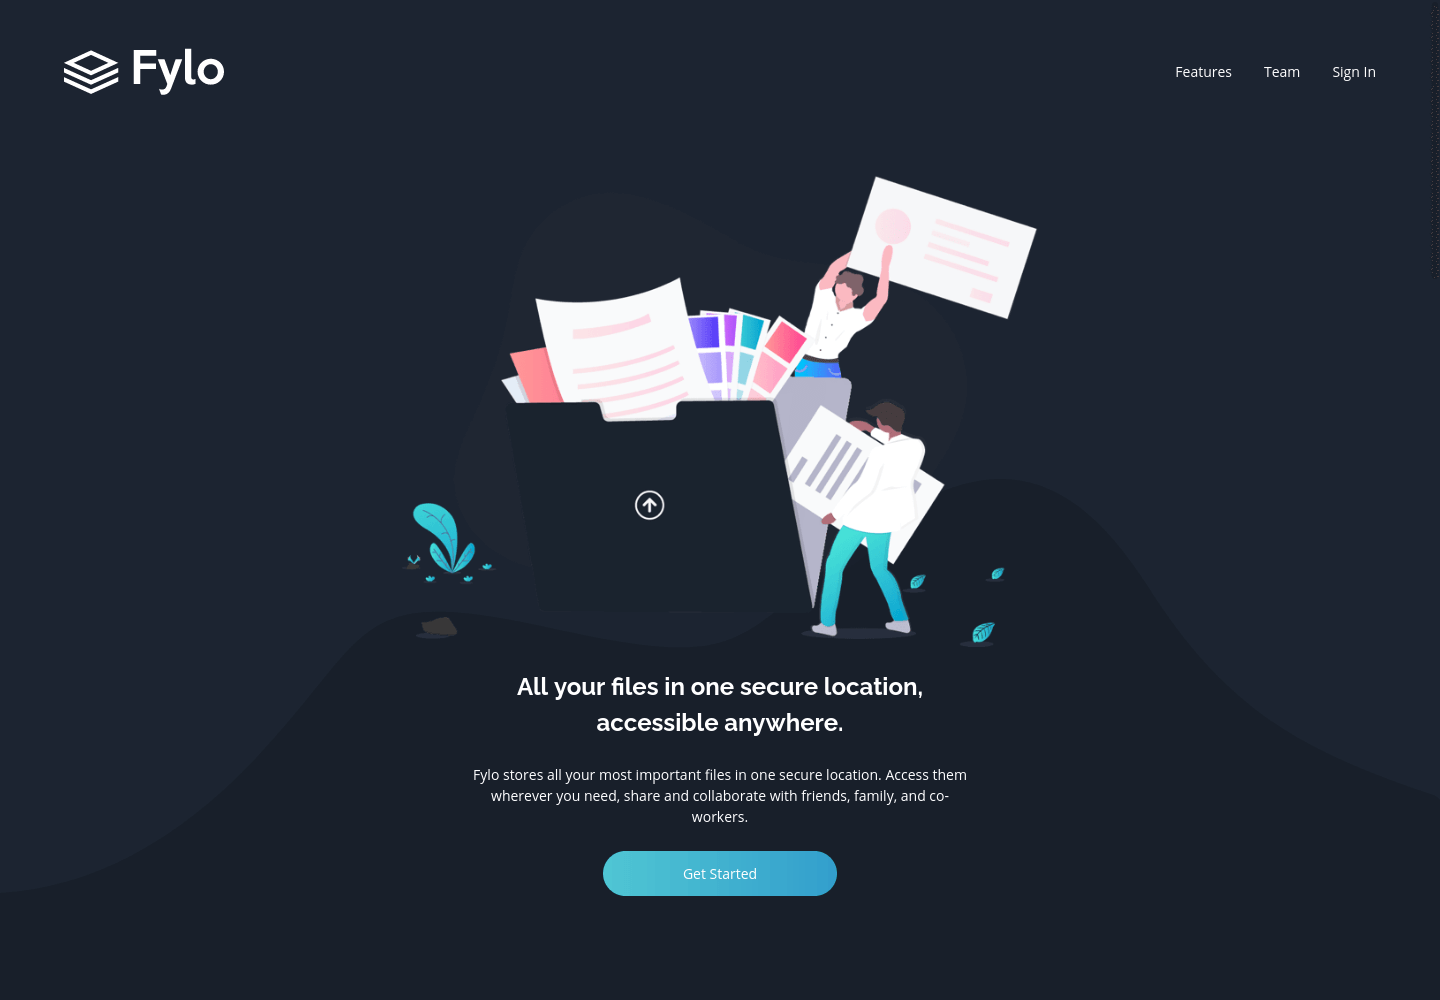 Fylo
Features
Team
Sign In
All your files in one secure location,
accessible anywhere.
Fylo stores all your most important files in one secure location. Access them
wherever you need, share and collaborate with friends, family, and co-
workers.
Get Started